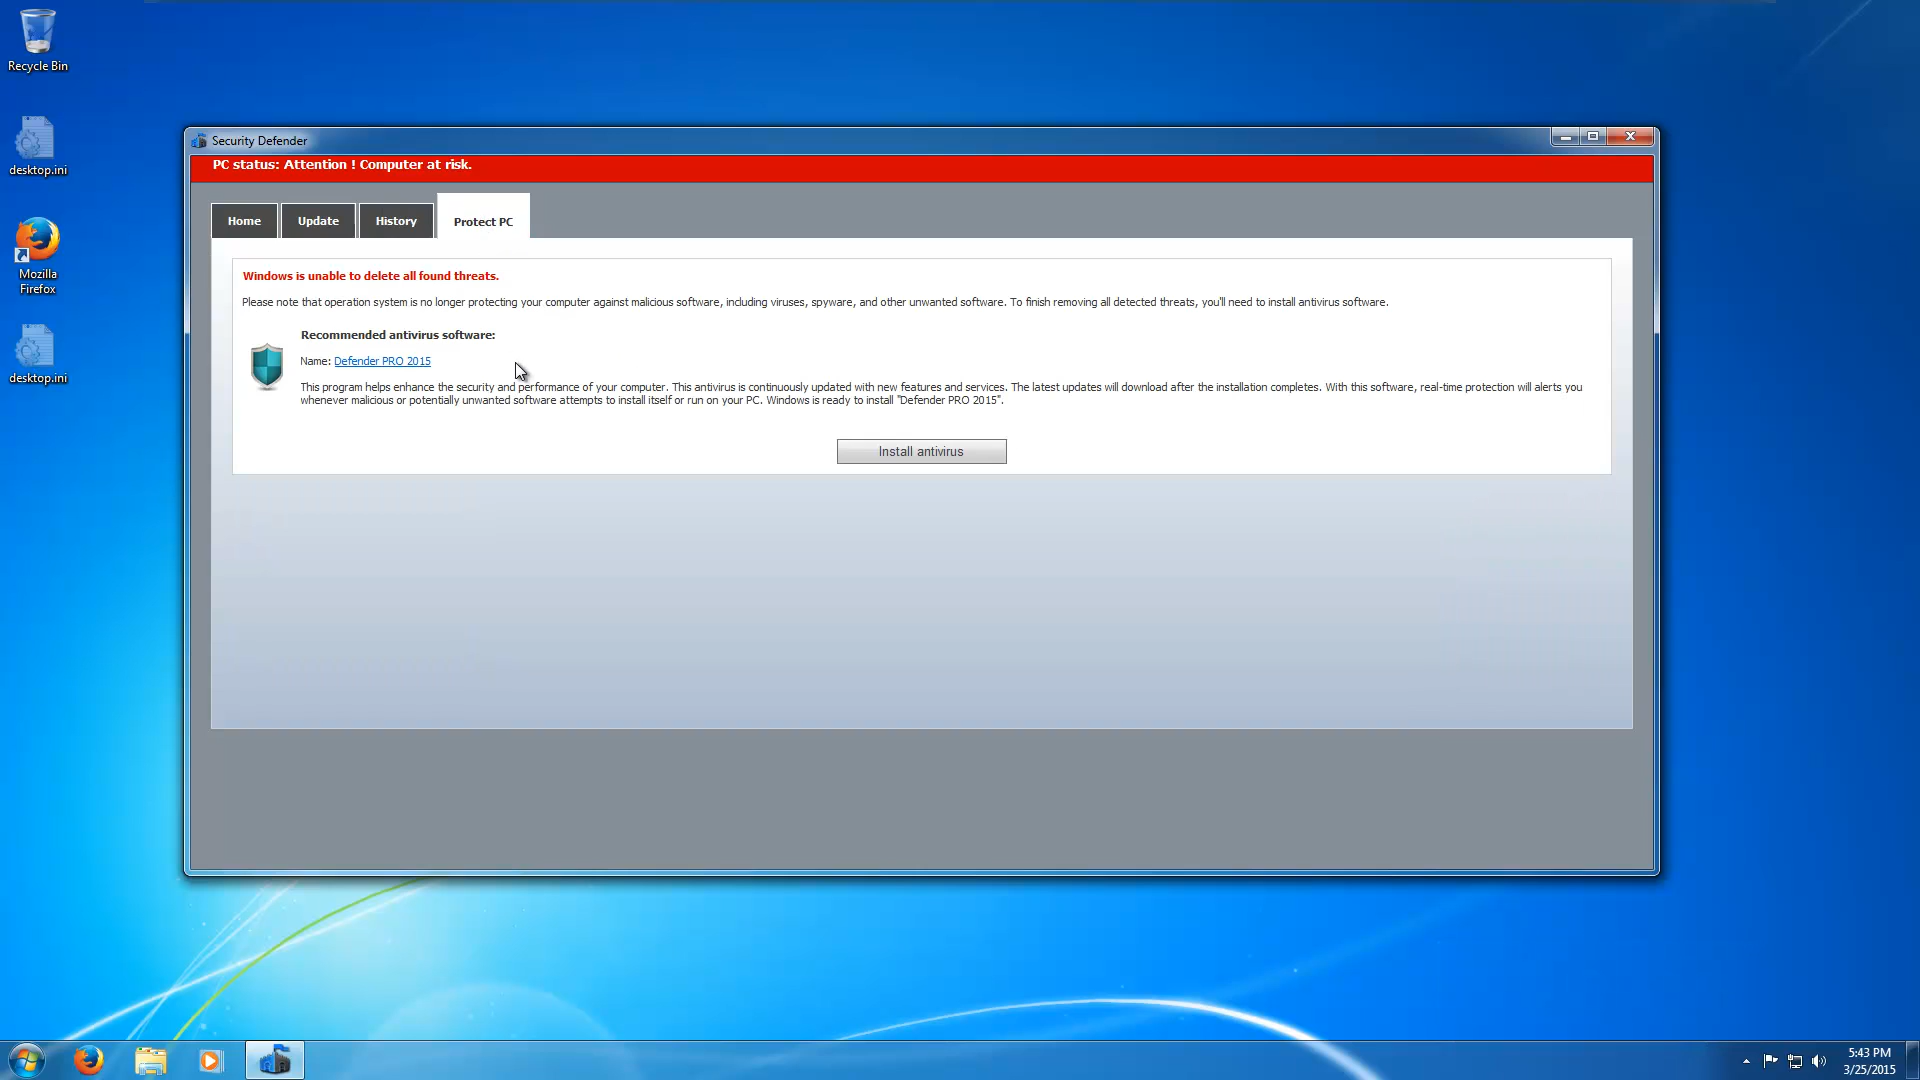 Recycle Bin
desktop.ini
Mozilla
Firefox
desktop.ini
Security Defender
PC status: Attention ! Computer at risk.
Home
Update
History
Protect PC
Windows is unable to delete all found threats.
Please note that operation system is no longer protecting your computer against malicious software, including viruses, spyware, and other unwanted software. To finish removing all detected threats, you'll need to install antivirus software.
Recommended antivirus software:
Name: Defender PRO 2015
This program helps enhance the security and performance of your computer. This antivirus is continuously updated with new features and services. The latest updates will download after the installation completes. With this software, real-time protection will alerts you
whenever malicious or potentially unwanted software attempts to install itself or run on your PC. Windows is ready to install "Defender PRO 2015".
Install antivirus
5:43 PM
3/25/2015